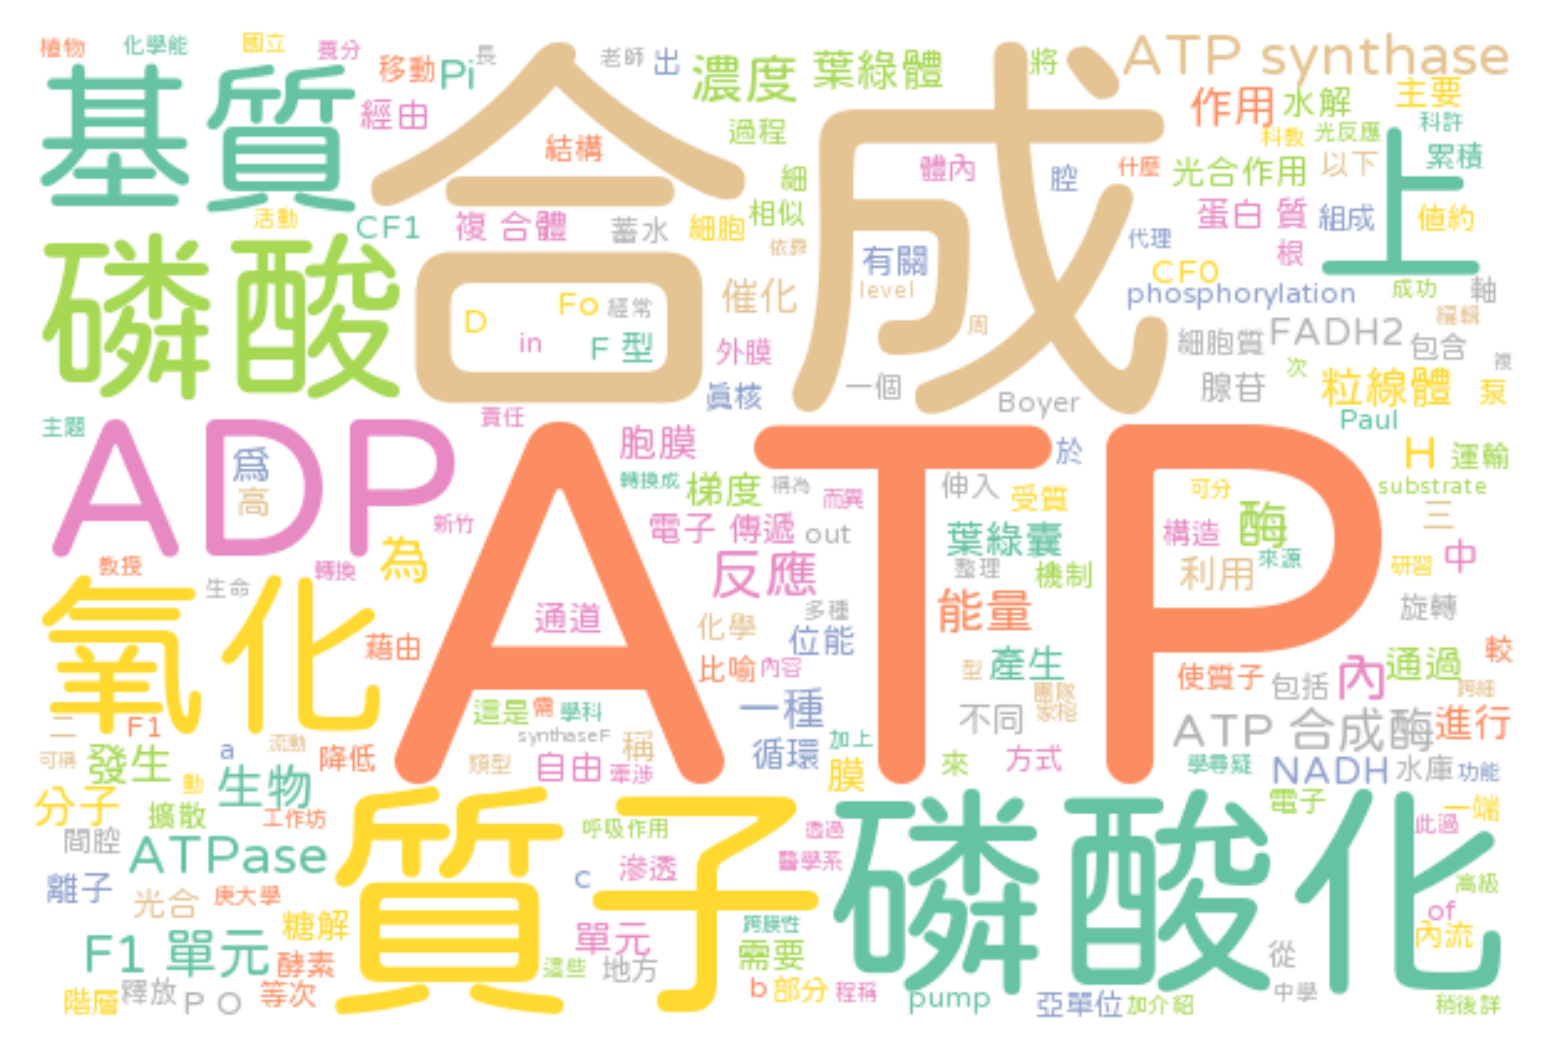 植物
化學能
國立
養分
移動
Pi
長
老師
出
濃度
葉綠體
將
ATP synthase
基質
經由
合成
結構
過程
作用
水解
主要
科教
光反應
科許
累積
上
細
體內
腔
什麼
光合作用
以下
活動
CF1
複 合體
蓄水
細胞
相似
蛋白 質
組成
值約
磷酸
依靠
有關
代理
根
D
Fo
經常
催化
level
CF0
phosphorylation
成功
軸
in
F 型
外膜
周
細胞質
FADH2
編輯
包含
真核
一個
次
複
腺苷
粒線體
泵
主題
責任
Boyer
Paul
ADP
ATP
胞膜
於
H
運輸
為
高
轉換成
梯度
稱為
而異
伸入
受質
可分
substrate
新竹
電子 傳遞
out
葉綠囊
構造
酶
三
教授
轉換
為
反應
整理
機制
利用
來源
研習
中
氧化
生命
通道
化學
多種
位能
能量
旋轉
藉由
比喻
內容
型
產生
使質子
包括
內
通過
較
團隊
跨細
家榕
二
F1
這是
需
學科
一種
不同
ATP 合成酶
進行
synthaseF
可稱
發生
a
流動
降低
類型
稱
自由
牽涉
循環
加上
膜
來
方式
學尋疑
NADH
水庫
功能
動
生物
分子
擴散
工作坊
質子
磷酸化
電子
一端
間腔
ATPase
呼吸作用
透過
此過
滲透
醫學系
離子
光合
庚大學
c
高級
of
F1 單元
糖解
單元
跨膜性
內流
酵素
這些
地方
需要
從
階層
釋放
P O
等次
b
部分
程稱
pump
亞單位
加介紹
中學
稍後詳